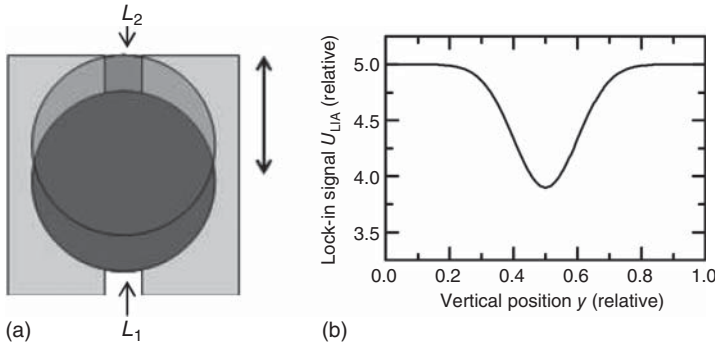 L₂
L₁
(a)
Lock-in signal U_LIA (relative)
5.0
4.5
4.0
3.5
0.0 0.2 0.4 0.6 0.8 1.0
Vertical position y (relative)
(b)